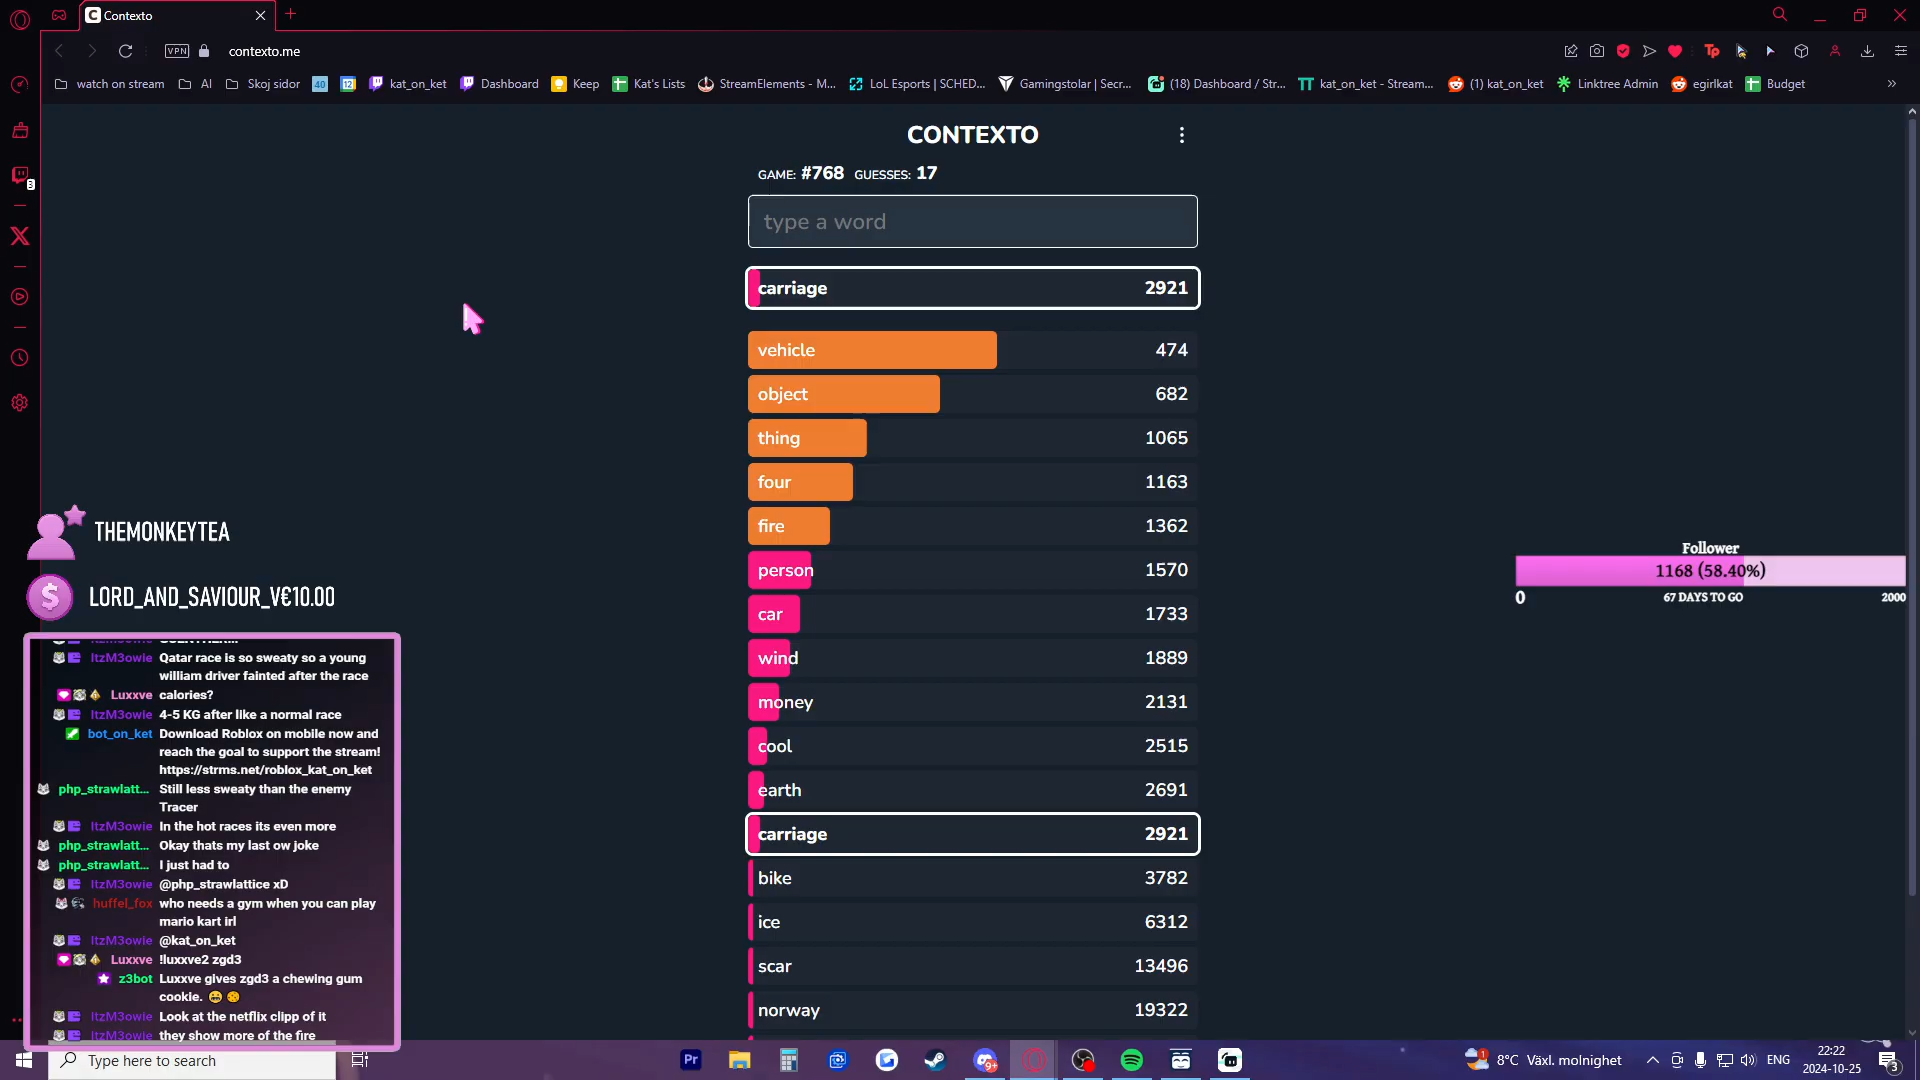 Contexto
VPN
contexto.me
watch on stream
AI
Skoj sidor
40
12
kat_on_ket
Dashboard
Keep
Kat's Lists
StreamElements - M...
LoL Esports | SCHED...
Gamingstolar | Secr...
(18) Dashboard / Str...
kat_on_ket - Stream...
(1) kat_on_ket
Linktree Admin
egirlkat
Budget
3
CONTEXTO
GAME: #768 GUESSES: 17
type a word
carriage 2921
vehicle 474
object 682
thing 1065
four 1163
fire 1362
person 1570
car 1733
wind 1889
money 2131
cool 2515
earth 2691
carriage 2921
bike 3782
ice 6312
scar 13496
norway 19322
THEMONKEYTEA
LORD_AND_SAVIOUR_V€10.00
Follower
1168 (58.40%)
0 67 DAYS TO GO 2000
ItzM3owie Qatar race is so sweaty so a young
william driver fainted after the race
Luxxve calories?
ItzM3owie 4-5 KG after like a normal race
bot_on_ket Download Roblox on mobile now and
reach the goal to support the stream!
https://strms.net/roblox_kat_on_ket
php_strawlatt... Still less sweaty than the enemy
Tracer
ItzM3owie In the hot races its even more
php_strawlatt... Okay thats my last ow joke
php_strawlatt... I just had to
ItzM3owie @php_strawlattice xD
huffel_fox who needs a gym when you can play
mario kart irl
ItzM3owie @kat_on_ket
Luxxve !luxxve2 zgd3
z3bot Luxxve gives zgd3 a chewing gum
cookie.
ItzM3owie Look at the netflix clipp of it
ItzM3owie they show more of the fire
Type here to search
Pr
9+
1
8°C Växl. molnighet
ENG
22:22
2024-10-25
3